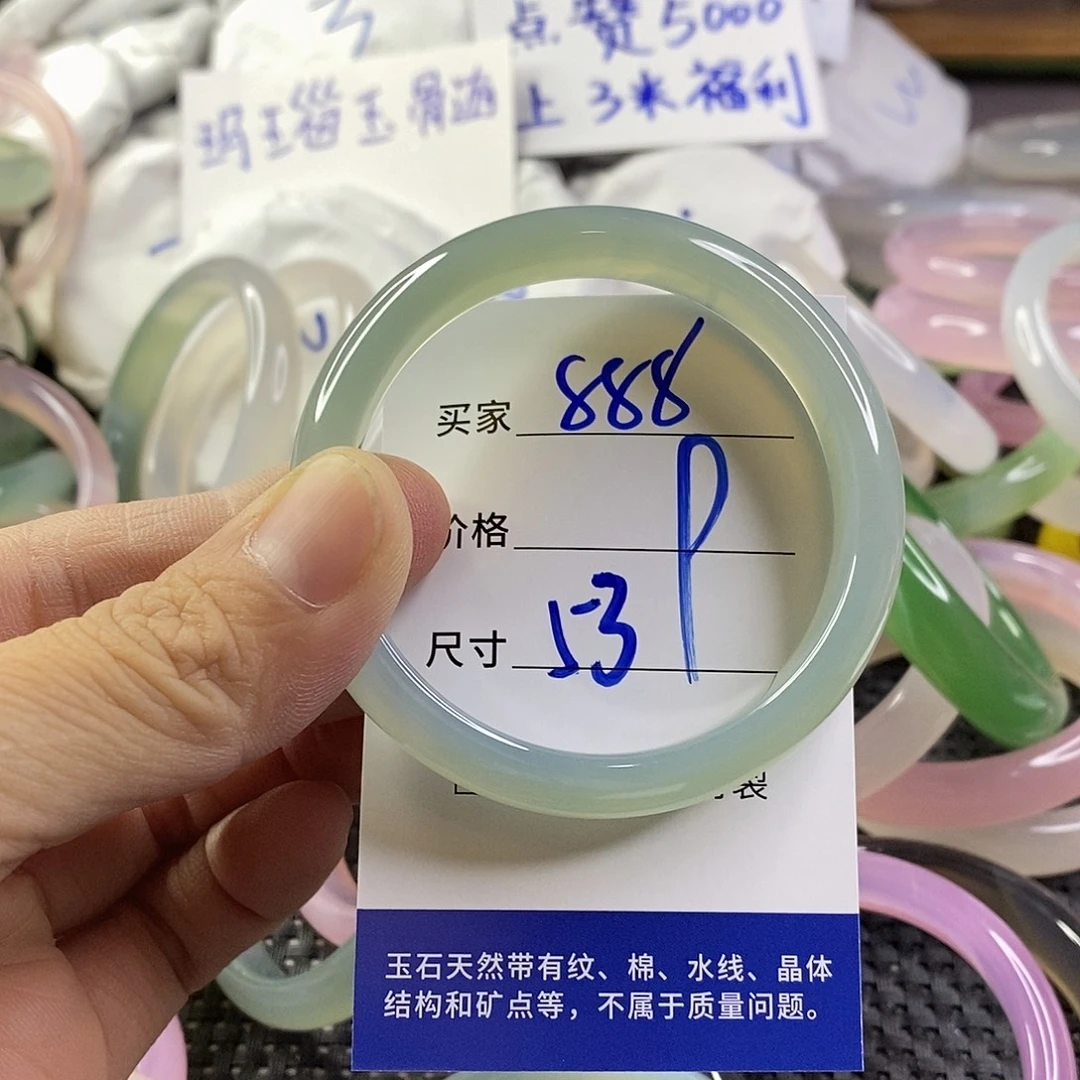 点赞5000
上3米福利
玛瑙玉骨
买家 888
P
价格
尺寸 53
玉石天然带有纹、棉、水线、晶体
结构和矿点等，不属于质量问题。